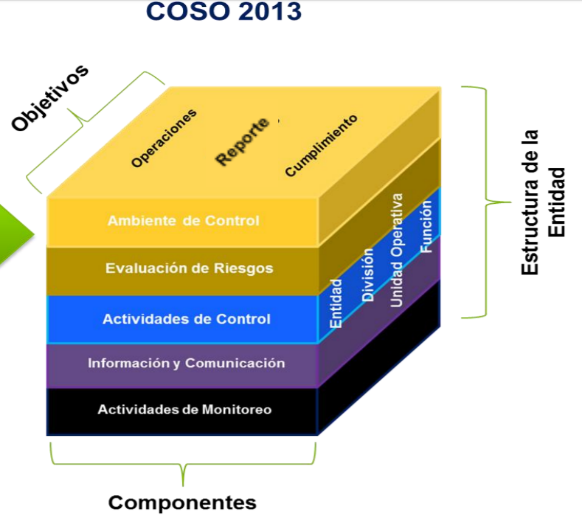 COSO 2013
Objetivos
Operaciones
Reporte
Cumplimiento
Ambiente de Control
Evaluación de Riesgos
Actividades de Control
Información y Comunicación
Actividades de Monitoreo
Entidad
División
Unidad Operativa
Función
Estructura de la
Entidad
Componentes